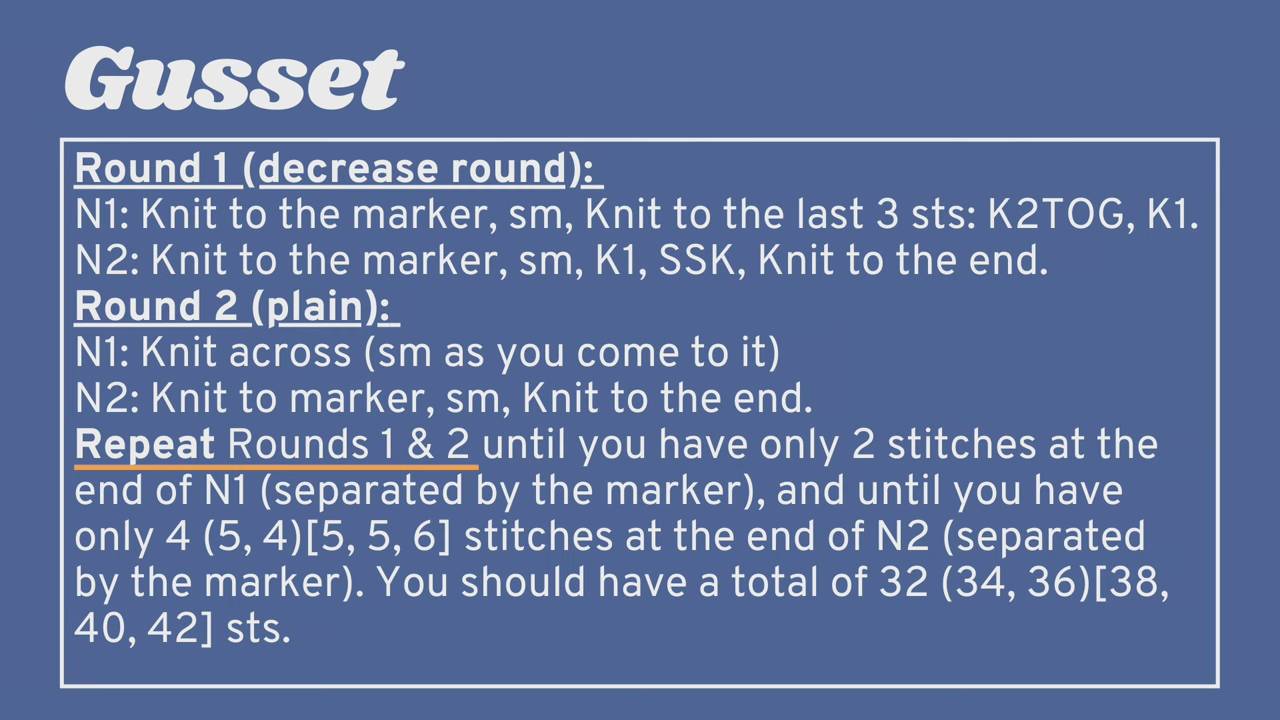 Gusset
Round 1 (decrease round):
N1: Knit to the marker, sm, Knit to the last 3 sts: K2TOG, K1.
N2: Knit to the marker, sm, K1, SSK, Knit to the end.
Round 2 (plain):
N1: Knit across (sm as you come to it)
N2: Knit to marker, sm, Knit to the end.
Repeat Rounds 1 & 2 until you have only 2 stitches at the
end of N1 (separated by the marker), and until you have
only 4 (5, 4)[5, 5, 6] stitches at the end of N2 (separated
by the marker). You should have a total of 32 (34, 36)[38,
40, 42] sts.